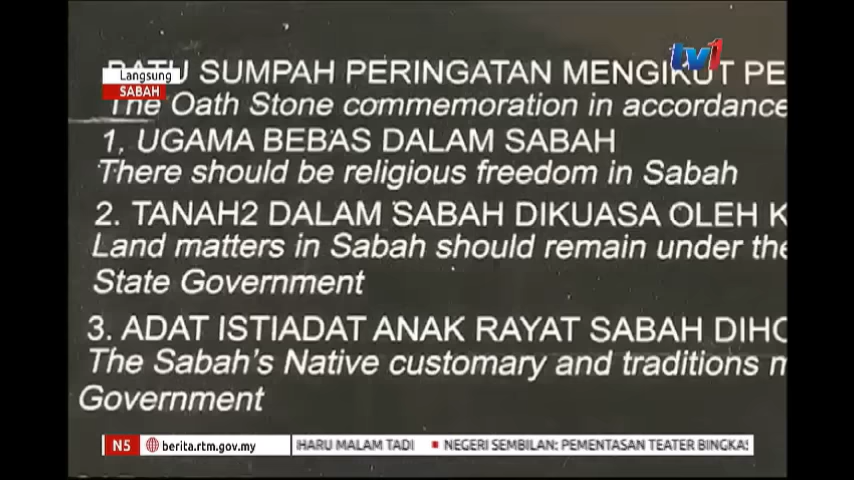 tv1
Langsung
SABAH
BATU SUMPAH PERINGATAN MENGIKUT PE
The Oath Stone commemoration in accordance
1, UGAMA BEBAS DALAM SABAH
There should be religious freedom in Sabah
2. TANAH2 DALAM SABAH DIKUASA OLEH K
Land matters in Sabah should remain under the
State Government
3. ADAT ISTIADAT ANAK RAYAT SABAH DIHO
The Sabah's Native customary and traditions m
Government
N5 berita.rtm.gov.my HARU MALAM TADI ▪ NEGERI SEMBILAN: PEMENTASAN TEATER BINGKAS